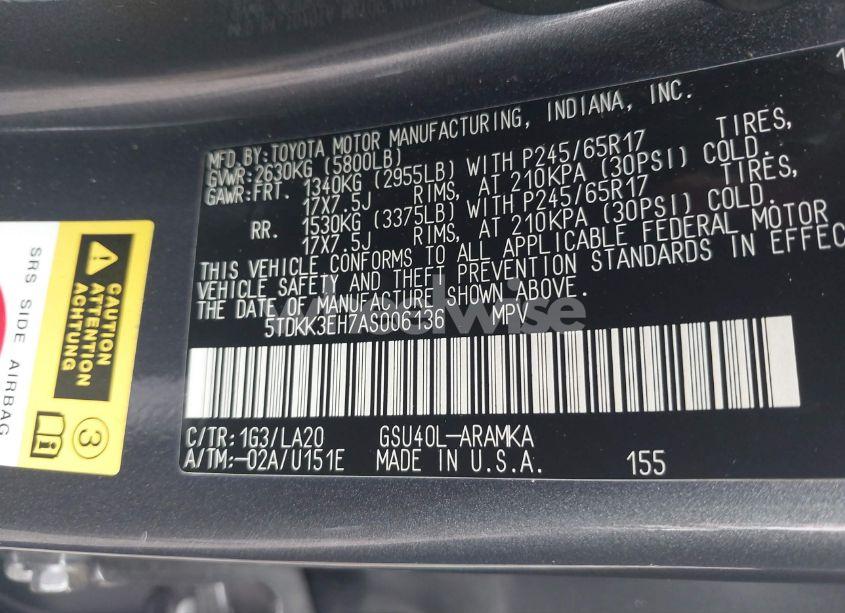 MFD.BY:TOYOTA MOTOR MANUFACTURING, INDIANA, INC.
GVWR:2630KG (5800LB)
GAWR:FRT. 1340KG (2955LB) WITH P245/65R17 TIRES,
17X7.5J RIMS, AT 210KPA (30PSI) COLD.
RR. 1530KG (3375LB) WITH P245/65R17 TIRES,
17X7.5J RIMS, AT 210KPA (30PSI) COLD.
THIS VEHICLE CONFORMS TO ALL APPLICABLE FEDERAL MOTOR
VEHICLE SAFETY AND THEFT PREVENTION STANDARDS IN EFFEC
THE DATE OF MANUFACTURE SHOWN ABOVE.
5TDKK3EH7AS006136 MPV
C/TR: 1G3/LA20 GSU40L-ARAMKA
A/TM:-02A/U151E MADE IN U.S.A. 155
CAUTION
ATTENTION
3
SRS SIDE AIRBAG